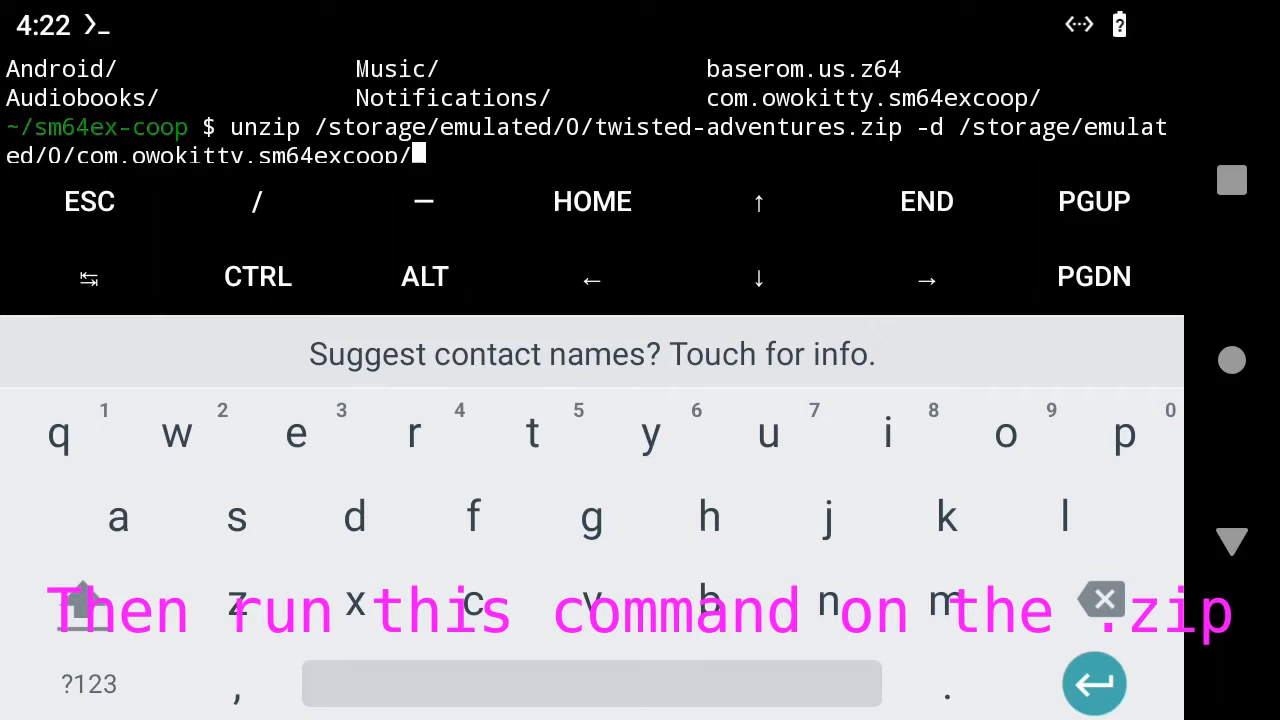 4:22
Android/ Music/ baserom.us.z64
Audiobooks/ Notifications/ com.owokitty.sm64excoop/
~/sm64ex-coop $ unzip /storage/emulated/0/twisted-adventures.zip -d /storage/emulat
ed/0/com.owokitty.sm64excoop/
ESC / — HOME ↑ END PGUP
↹ CTRL ALT ← ↓ → PGDN
Suggest contact names? Touch for info.
1 2 3 4 5 6 7 8 9 0
q w e r t y u i o p
a s d f g h j k l
z x c v b n m
Then run this command on the .zip
?123 , .